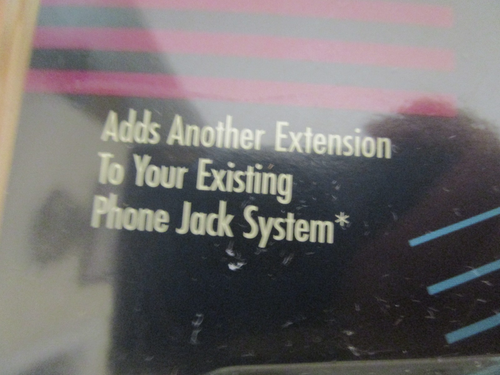 Adds Another Extension
To Your Existing
Phone Jack System*